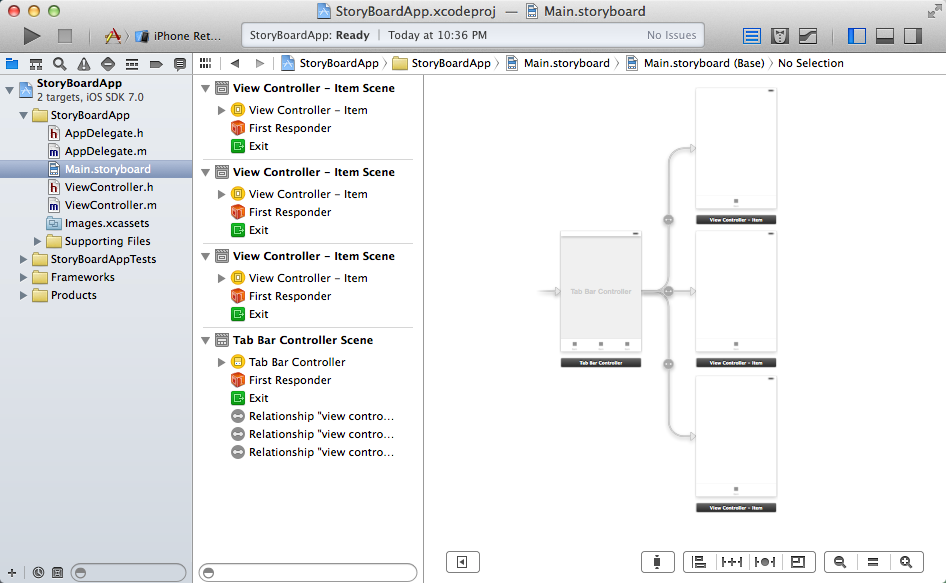 StoryBoardApp.xcodeproj — Main.storyboard
iPhone Ret...
StoryBoardApp: Ready | Today at 10:36 PM
No Issues
StoryBoardApp
StoryBoardApp
Main.storyboard
Main.storyboard (Base)
No Selection
StoryBoardApp
2 targets, iOS SDK 7.0
StoryBoardApp
AppDelegate.h
AppDelegate.m
Main.storyboard
ViewController.h
ViewController.m
Images.xcassets
Supporting Files
StoryBoardAppTests
Frameworks
Products
View Controller – Item Scene
View Controller – Item
First Responder
Exit
View Controller – Item Scene
View Controller – Item
First Responder
Exit
View Controller – Item Scene
View Controller – Item
First Responder
Exit
Tab Bar Controller Scene
Tab Bar Controller
First Responder
Exit
Relationship "view contro...
Relationship "view contro...
Relationship "view contro...
View Controller – Item
Tab Bar Controller
Tab Bar Controller
View Controller – Item
View Controller – Item